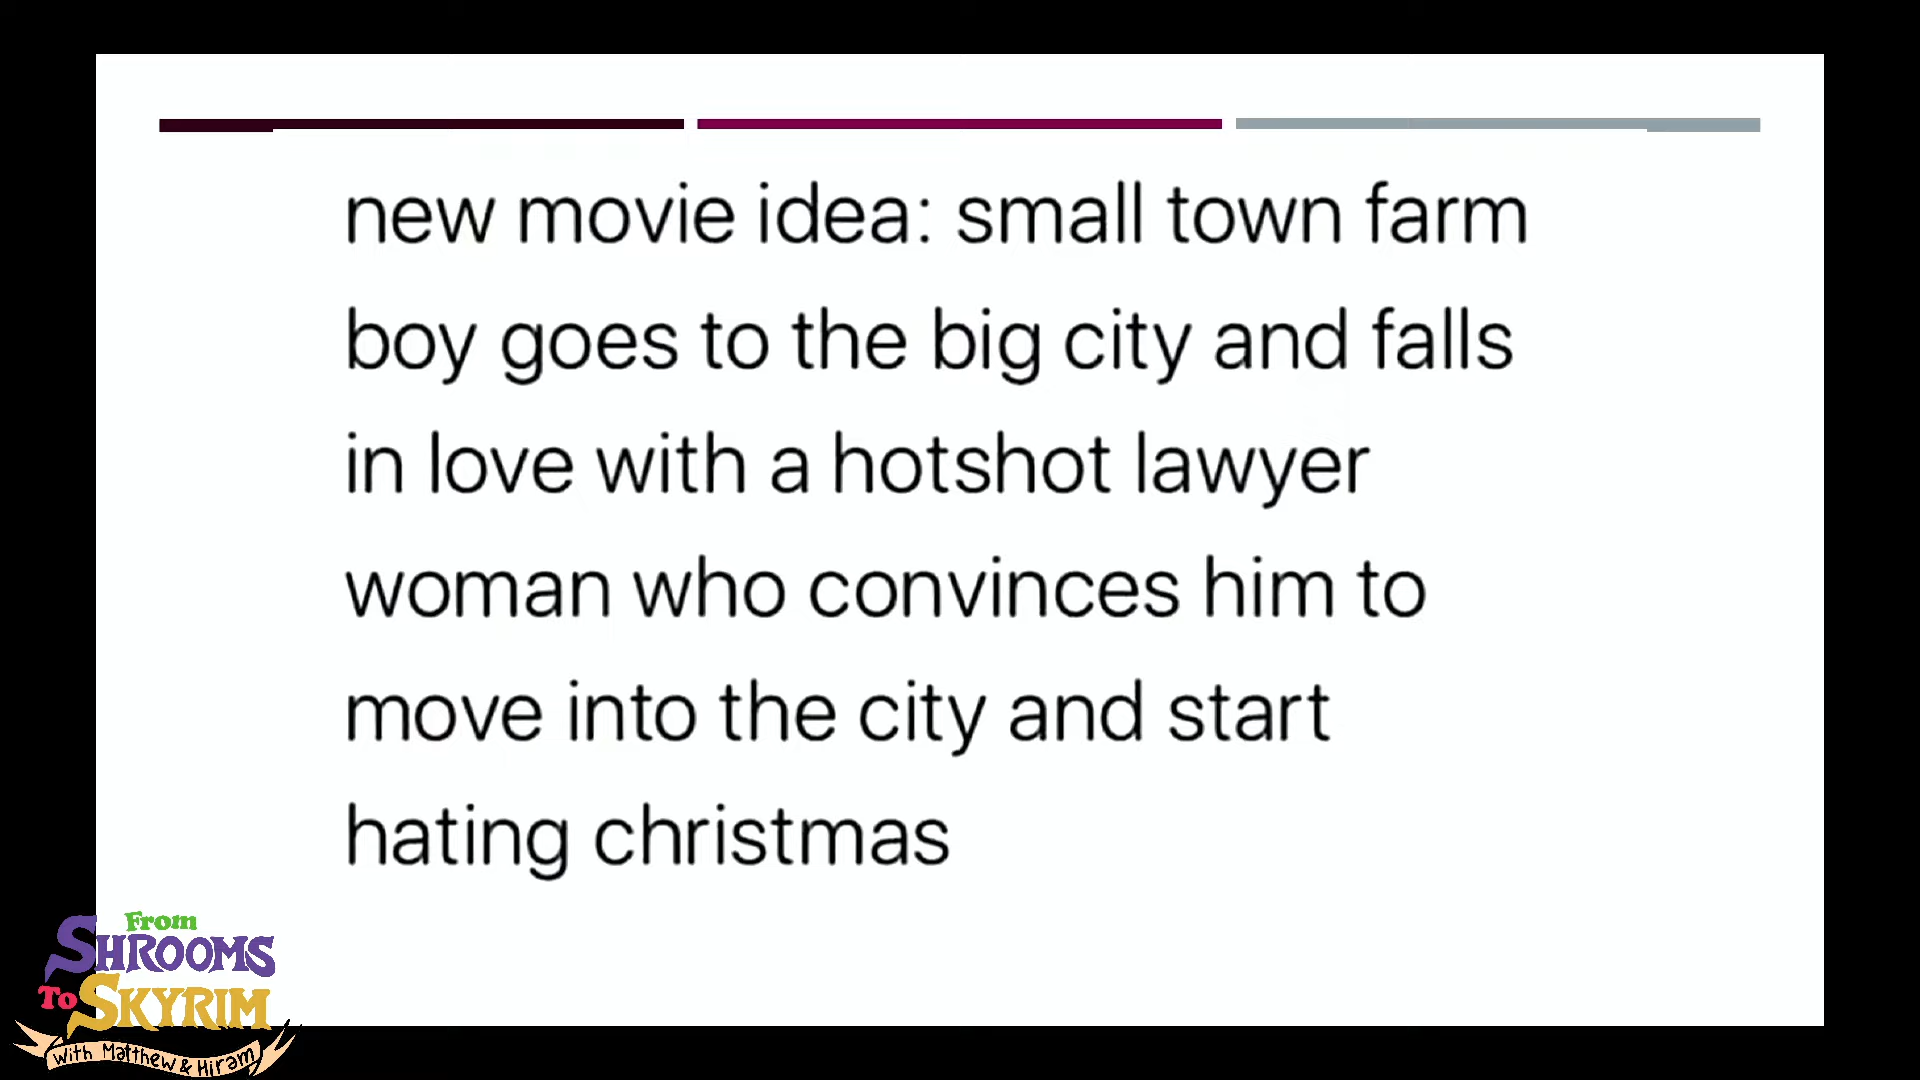 new movie idea: small town farm
boy goes to the big city and falls
in love with a hotshot lawyer
woman who convinces him to
move into the city and start
hating christmas
From
SHROOMS
To SKYRIM
with Matthew & Hiram